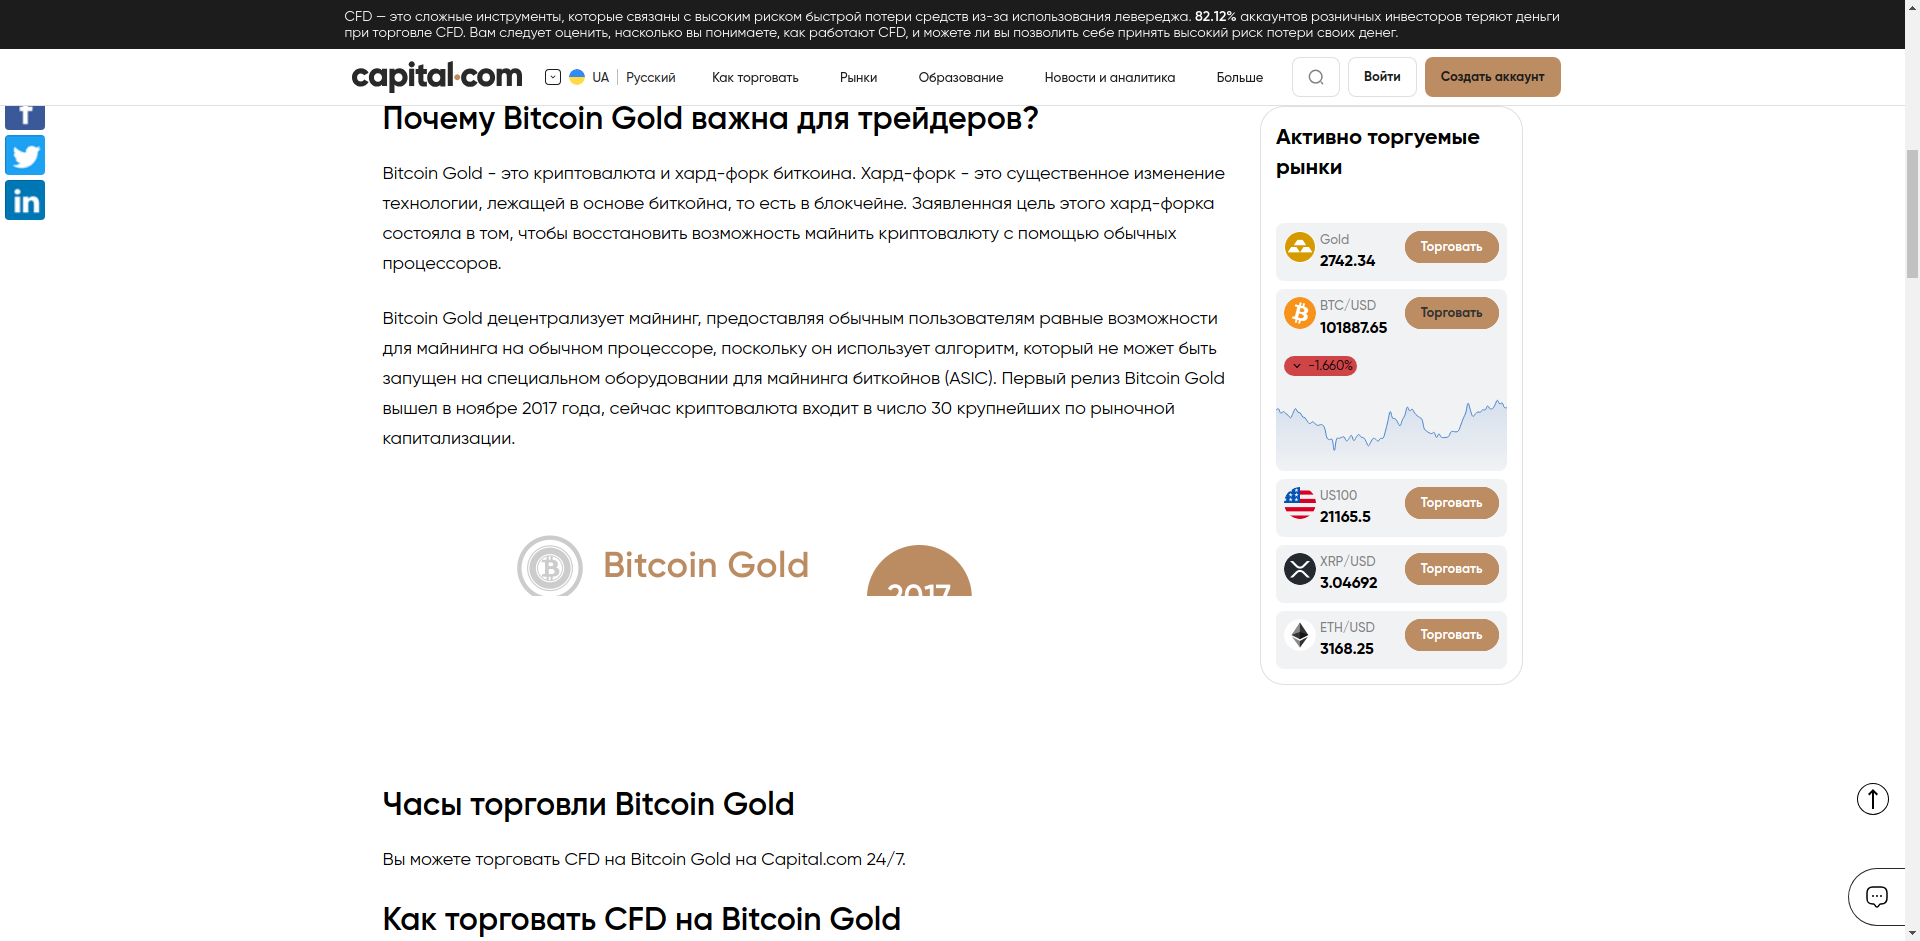 CFD — это сложные инструменты, которые связаны с высоким риском быстрой потери средств из-за использования левереджа. 82.12% аккаунтов розничных инвесторов теряют деньги
при торговле CFD. Вам следует оценить, насколько вы понимаете, как работают CFD, и можете ли вы позволить себе принять высокий риск потери своих денег.
capital.com
UA | Русский
Как торговать
Рынки
Образование
Новости и аналитика
Больше
Войти
Создать аккаунт
Почему Bitcoin Gold важна для трейдеров?
Bitcoin Gold - это криптовалюта и хард-форк биткоина. Хард-форк - это существенное изменение
технологии, лежащей в основе биткойна, то есть в блокчейне. Заявленная цель этого хард-форка
состояла в том, чтобы восстановить возможность майнить криптовалюту с помощью обычных
процессоров.
Bitcoin Gold децентрализует майнинг, предоставляя обычным пользователям равные возможности
для майнинга на обычном процессоре, поскольку он использует алгоритм, который не может быть
запущен на специальном оборудовании для майнинга биткойнов (ASIC). Первый релиз Bitcoin Gold
вышел в ноябре 2017 года, сейчас криптовалюта входит в число 30 крупнейших по рыночной
капитализации.
Bitcoin Gold
2017
Часы торговли Bitcoin Gold
Вы можете торговать CFD на Bitcoin Gold на Capital.com 24/7.
Как торговать CFD на Bitcoin Gold
Активно торгуемые
рынки
Gold
2742.34
Торговать
BTC/USD
101887.65
Торговать
-1.660%
US100
21165.5
Торговать
XRP/USD
3.04692
Торговать
ETH/USD
3168.25
Торговать